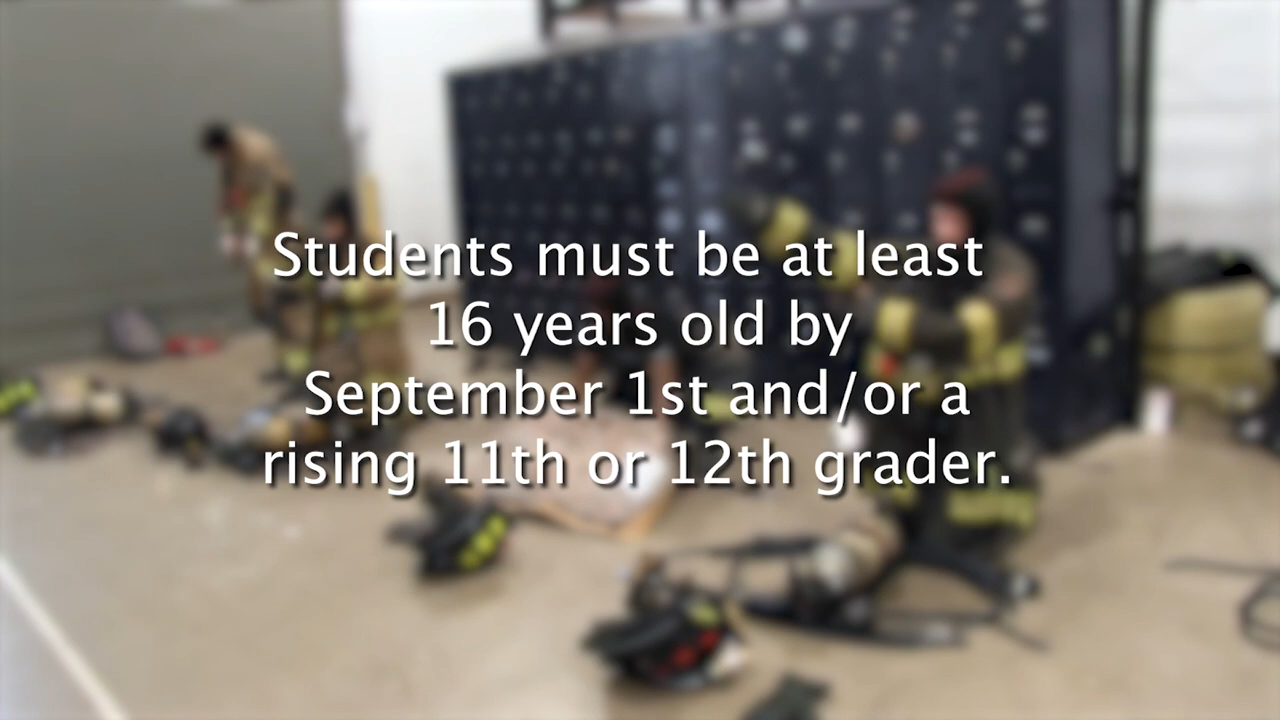 Students must be at least
16 years old by
September 1st and/or a
rising 11th or 12th grader.